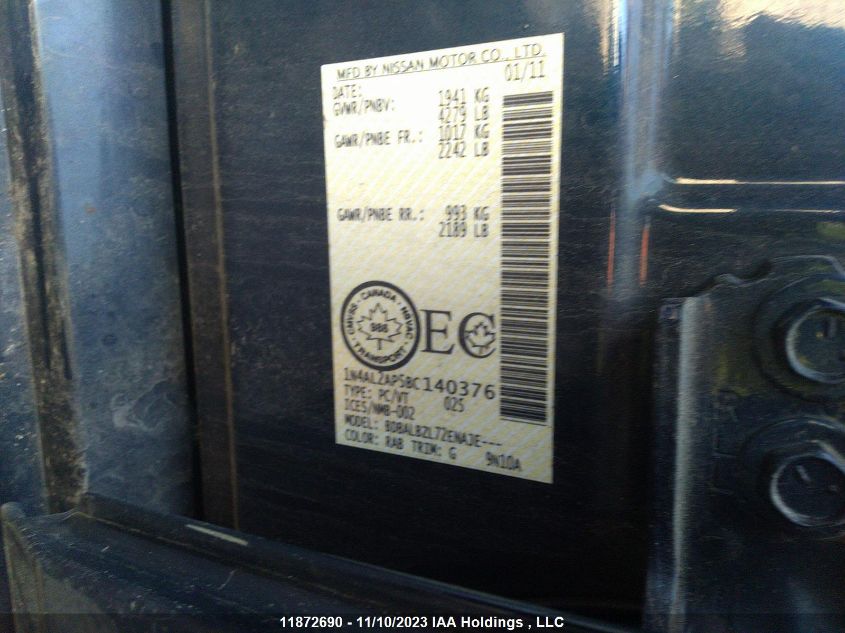 MFD BY NISSAN MOTOR CO., LTD.
DATE: 01/11
GVWR/PNBV: 1941 KG
4279 LB
GAWR/PNBE FR.: 1017 KG
2242 LB
GAWR/PNBE RR.: 993 KG
2189 LB
CANADA
TRANSPORT
EC
1N4AL2AP5BC140376
TYPE: PC/VT 025
ICES/NMB-002
MODEL: BDBALBZL72ENAJE---
COLOR: RAB TRIM: G 9N10A
11872690 - 11/10/2023 IAA Holdings , LLC